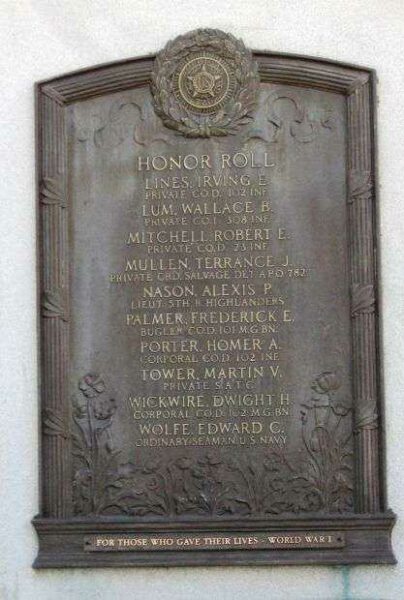 HONOR ROLL
LINES, IRVING E.
PRIVATE CO.D. 102 INF.
LUM, WALLACE B.
PRIVATE CO.L. 308 INF.
MITCHELL, ROBERT E.
PRIVATE CO.D. 23 INF.
MULLEN, TERRANCE J.
PRIVATE ORD. SALVAGE DET. A.P.O 782
NASON, ALEXIS P.
LIEUT. 5TH R. HIGHLANDERS
PALMER, FREDERICK E.
BUGLER CO.D. 101 M.G. BN.
PORTER, HOMER A.
CORPORAL CO.D. 102 INF.
TOWER, MARTIN V.
PRIVATE S.A.T.C.
WICKWIRE, DWIGHT H.
CORPORAL CO.D. 102 M.G. BN
WOLFE, EDWARD C.
ORDINARY SEAMAN U.S. NAVY
FOR THOSE WHO GAVE THEIR LIVES - WORLD WAR I